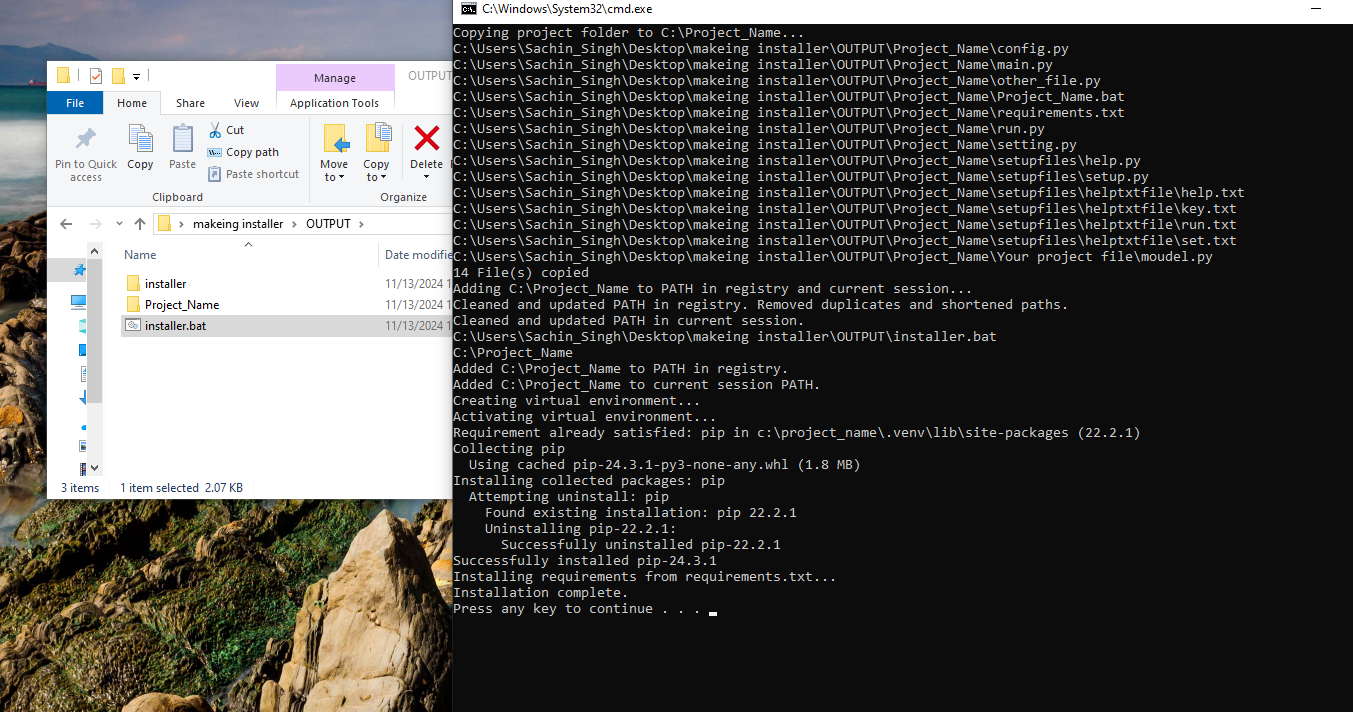 Manage
OUTPUT
File
Home
Share
View
Application Tools
Pin to Quick
access
Copy
Paste
Cut
Copy path
Paste shortcut
Move
to
Copy
to
Delete
Clipboard
Organize
makeing installer
OUTPUT
Name
Date modifie
installer
11/13/2024 1
Project_Name
11/13/2024 1
installer.bat
11/13/2024 1
3 items
1 item selected 2.07 KB
C:\Windows\System32\cmd.exe
Copying project folder to C:\Project_Name...
C:\Users\Sachin_Singh\Desktop\makeing installer\OUTPUT\Project_Name\config.py
C:\Users\Sachin_Singh\Desktop\makeing installer\OUTPUT\Project_Name\main.py
C:\Users\Sachin_Singh\Desktop\makeing installer\OUTPUT\Project_Name\other_file.py
C:\Users\Sachin_Singh\Desktop\makeing installer\OUTPUT\Project_Name\Project_Name.bat
C:\Users\Sachin_Singh\Desktop\makeing installer\OUTPUT\Project_Name\requirements.txt
C:\Users\Sachin_Singh\Desktop\makeing installer\OUTPUT\Project_Name\run.py
C:\Users\Sachin_Singh\Desktop\makeing installer\OUTPUT\Project_Name\setting.py
C:\Users\Sachin_Singh\Desktop\makeing installer\OUTPUT\Project_Name\setupfiles\help.py
C:\Users\Sachin_Singh\Desktop\makeing installer\OUTPUT\Project_Name\setupfiles\setup.py
C:\Users\Sachin_Singh\Desktop\makeing installer\OUTPUT\Project_Name\setupfiles\helptxtfile\help.txt
C:\Users\Sachin_Singh\Desktop\makeing installer\OUTPUT\Project_Name\setupfiles\helptxtfile\key.txt
C:\Users\Sachin_Singh\Desktop\makeing installer\OUTPUT\Project_Name\setupfiles\helptxtfile\run.txt
C:\Users\Sachin_Singh\Desktop\makeing installer\OUTPUT\Project_Name\setupfiles\helptxtfile\set.txt
C:\Users\Sachin_Singh\Desktop\makeing installer\OUTPUT\Project_Name\Your project file\moudel.py
14 File(s) copied
Adding C:\Project_Name to PATH in registry and current session...
Cleaned and updated PATH in registry. Removed duplicates and shortened paths.
Cleaned and updated PATH in current session.
C:\Users\Sachin_Singh\Desktop\makeing installer\OUTPUT\installer.bat
C:\Project_Name
Added C:\Project_Name to PATH in registry.
Added C:\Project_Name to current session PATH.
Creating virtual environment...
Activating virtual environment...
Requirement already satisfied: pip in c:\project_name\.venv\lib\site-packages (22.2.1)
Collecting pip
Using cached pip-24.3.1-py3-none-any.whl (1.8 MB)
Installing collected packages: pip
Attempting uninstall: pip
Found existing installation: pip 22.2.1
Uninstalling pip-22.2.1:
Successfully uninstalled pip-22.2.1
Successfully installed pip-24.3.1
Installing requirements from requirements.txt...
Installation complete.
Press any key to continue . . .